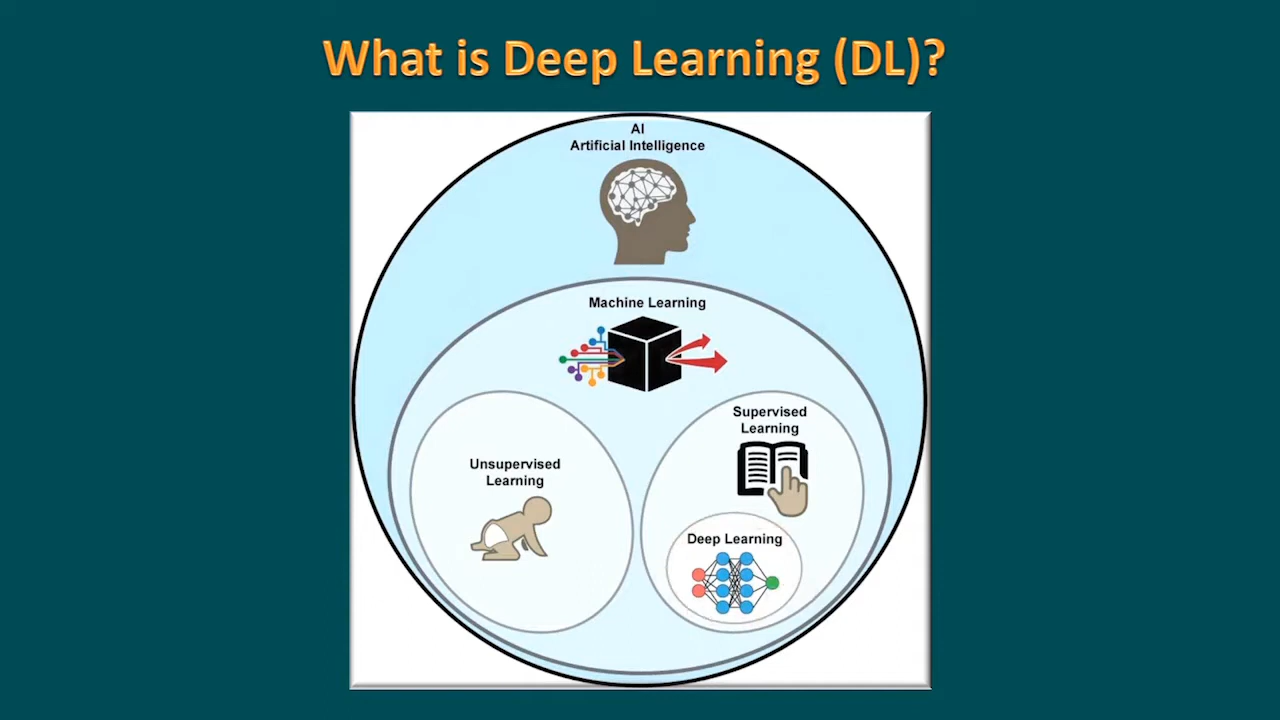 What is Deep Learning (DL)?
AI
Artificial Intelligence
Machine Learning
Supervised
Learning
Unsupervised
Learning
Deep Learning